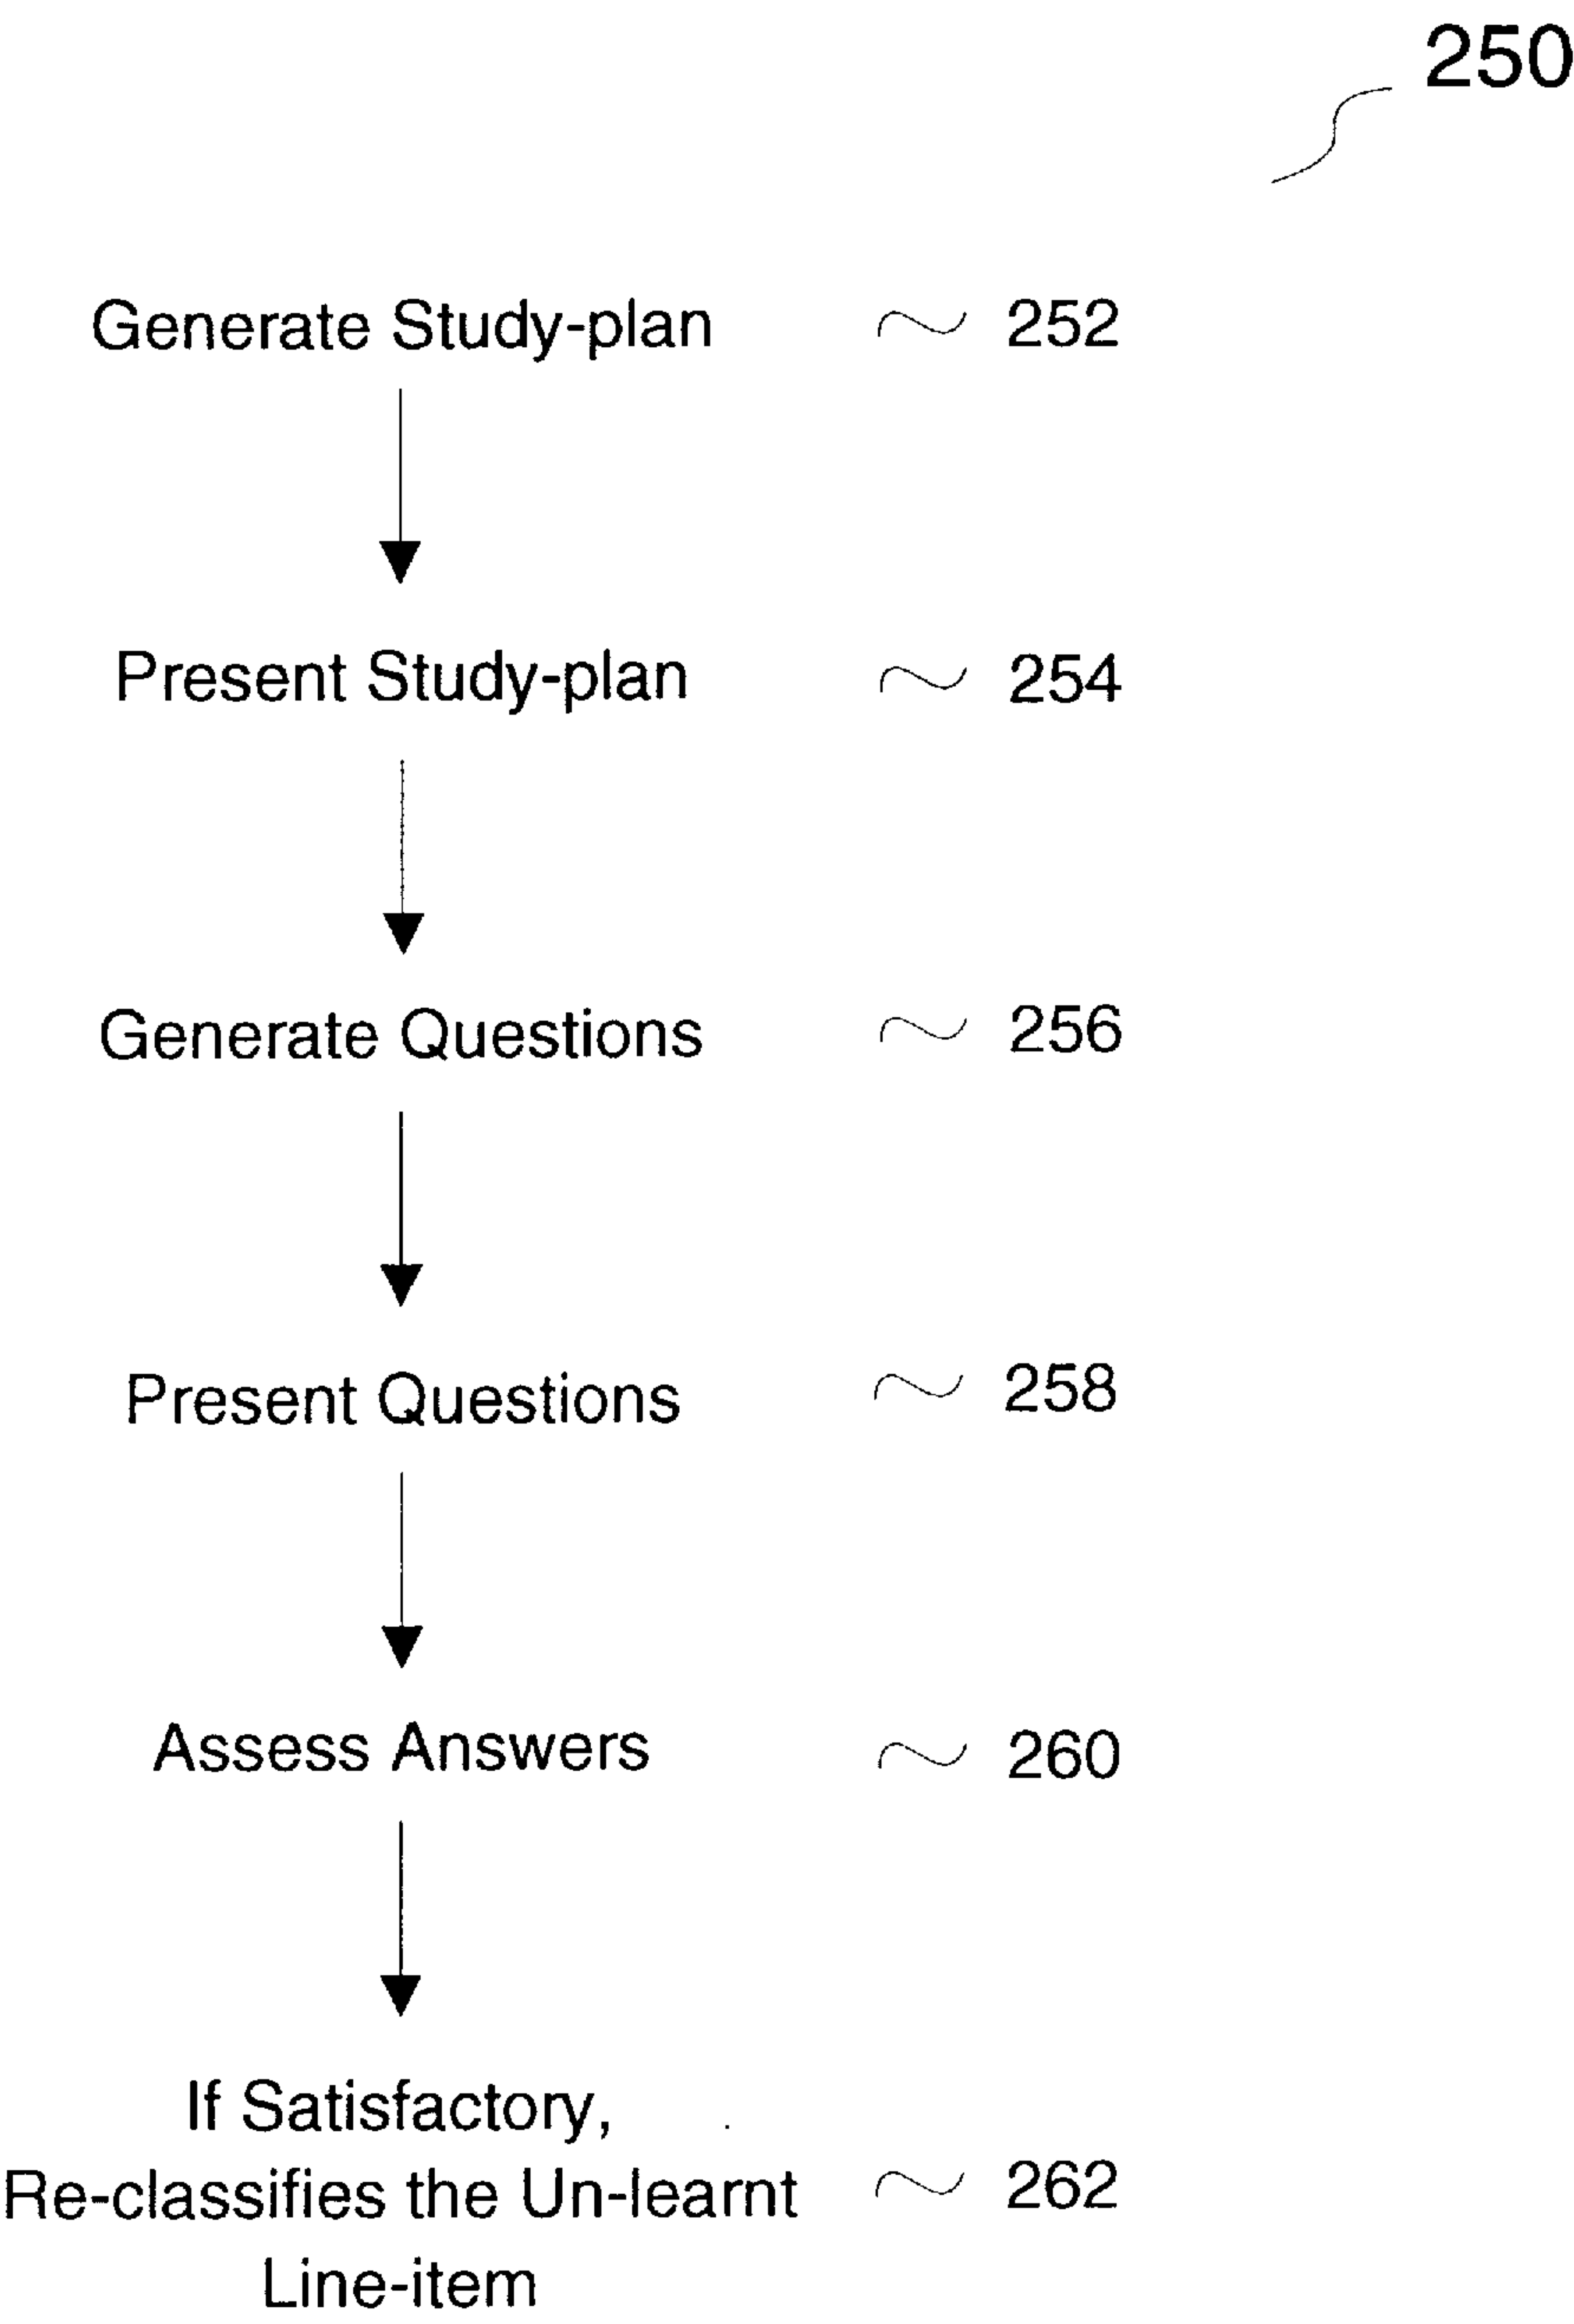 250
Generate Study-plan 252
Present Study-plan 254
Generate Questions 256
Present Questions 258
Assess Answers 260
If Satisfactory,
Re-classifies the Un-learnt 262
Line-item